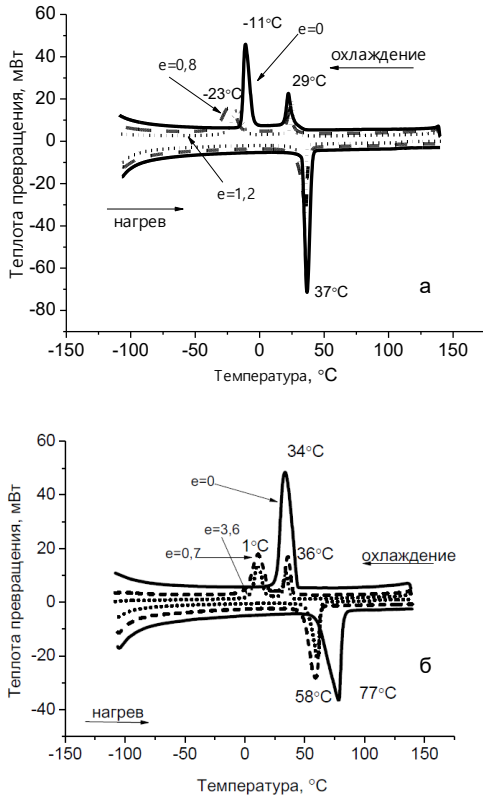 -11°C
e=0
охлаждение
e=0,8
-23°C
29°C
Теплота превращения, мВт
60
40
20
0
-20
-40
-60
-80
e=1,2
нагрев
37°C
а
-150 -100 -50 0 50 100 150
Температура, °C
34°C
e=0
e=3,6
1°C
36°C
e=0,7
охлаждение
Теплота превращения, мВт
60
40
20
0
-20
-40
58°C
77°C
б
нагрев
-150 -100 -50 0 50 100 150
Температура, °C